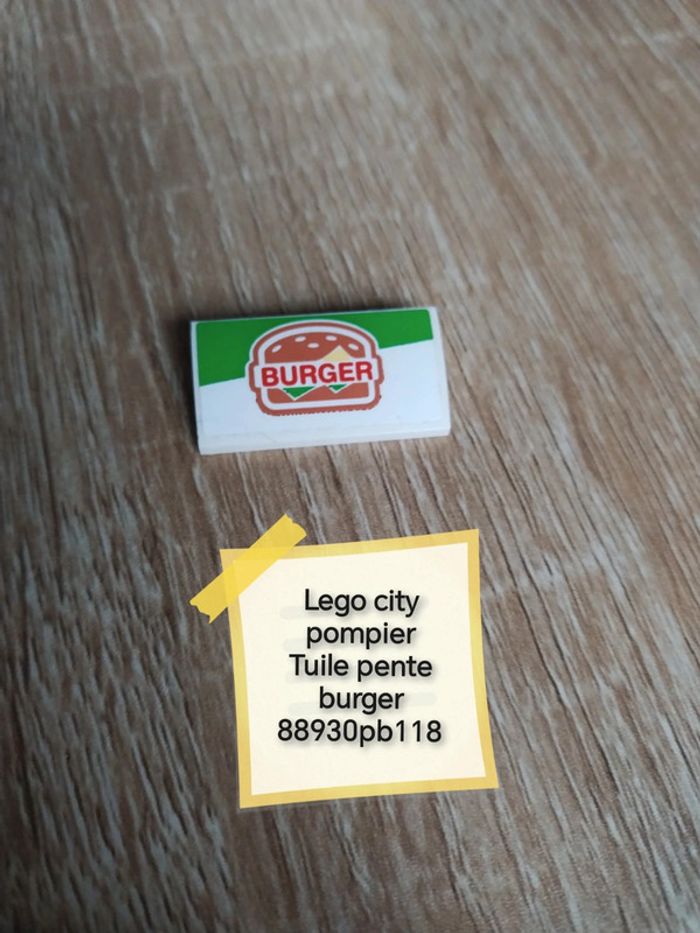 BURGER
Lego city
pompier
Tuile pente
burger
88930pb118